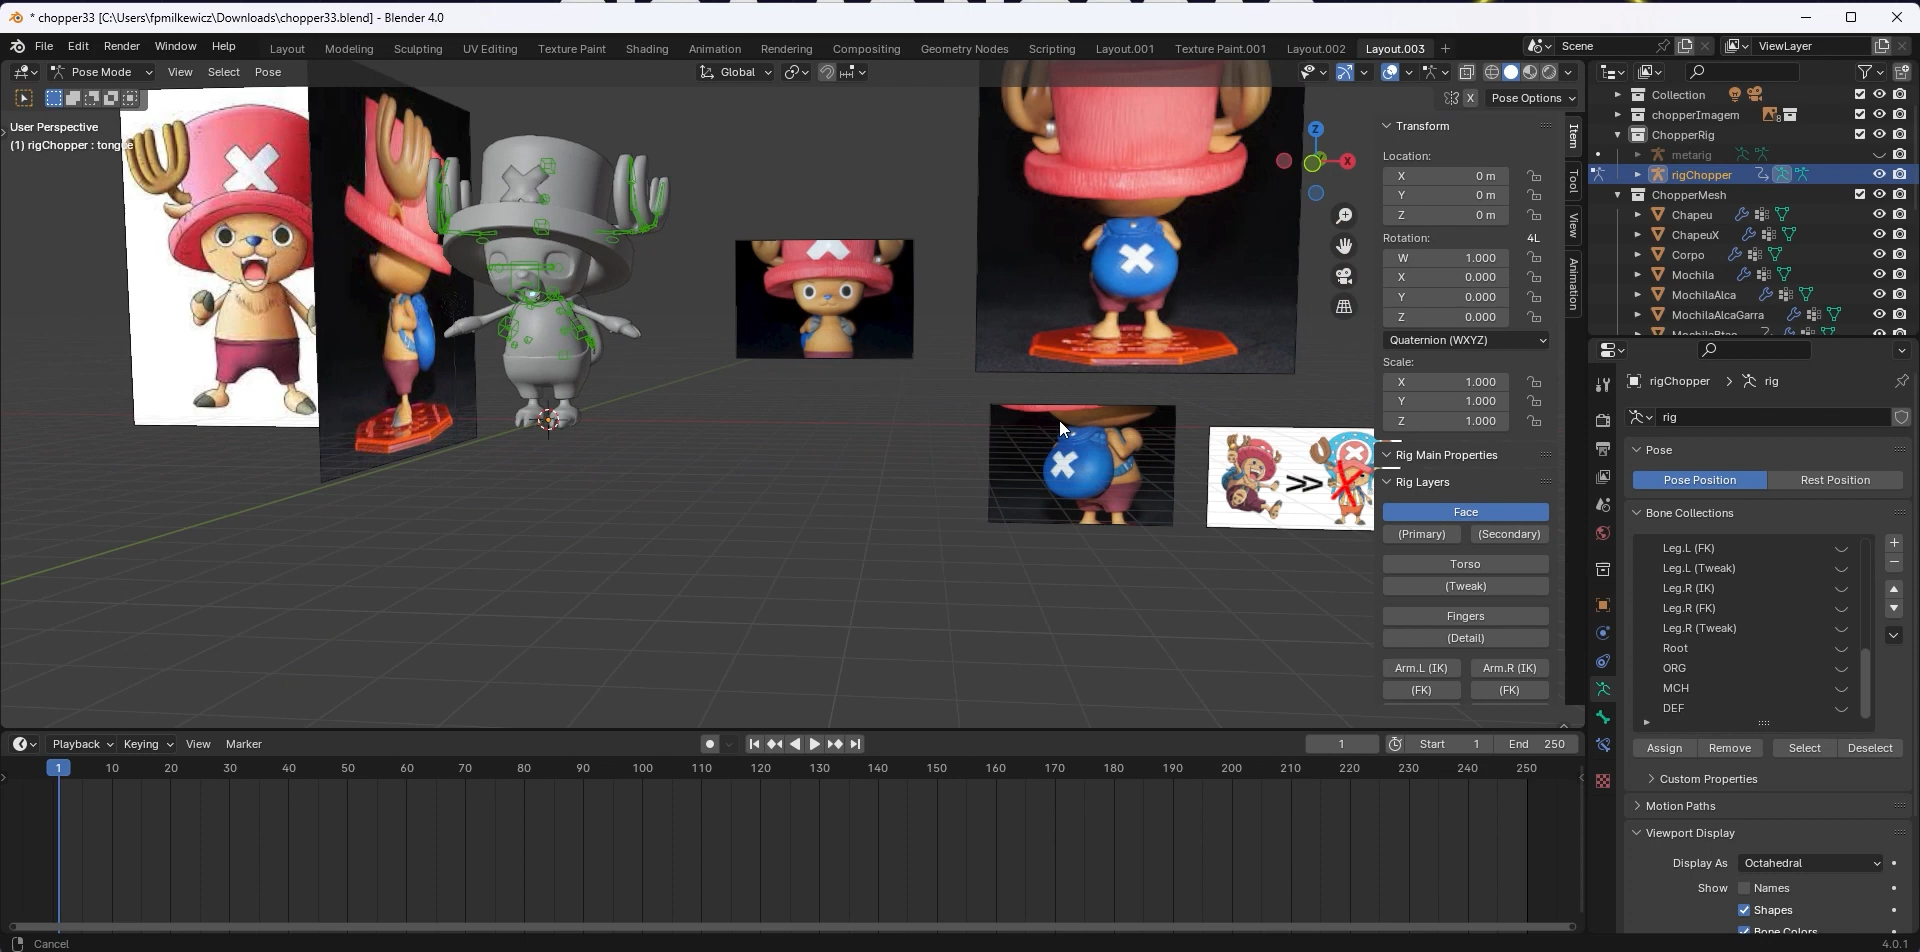 * chopper33 [C:\Users\fpmilkewicz\Downloads\chopper33.blend] - Blender 4.0
File Edit Render Window Help
Layout Modeling Sculpting UV Editing Texture Paint Shading Animation Rendering Compositing Geometry Nodes Scripting Layout.001 Texture Paint.001 Layout.002 Layout.003 +
Scene
ViewLayer
Pose Mode View Select Pose
Global
X Pose Options
User Perspective
(1) rigChopper : tongue
Z
X
Transform
Location:
X 0 m
Y 0 m
Z 0 m
Rotation: 4L
W 1.000
X 0.000
Y 0.000
Z 0.000
Quaternion (WXYZ)
Scale:
X 1.000
Y 1.000
Z 1.000
Rig Main Properties
Rig Layers
Face
(Primary) (Secondary)
Torso
(Tweak)
Fingers
(Detail)
Arm.L (IK) Arm.R (IK)
(FK) (FK)
Item
Tool
View
Animation
Collection
chopperImagem 8
ChopperRig
metarig
rigChopper
ChopperMesh
Chapeu
ChapeuX
Corpo
Mochila
MochilaAlca
MochilaAlcaGarra
rigChopper > rig
rig
Pose
Pose Position Rest Position
Bone Collections
Leg.L (FK)
Leg.L (Tweak)
Leg.R (IK)
Leg.R (FK)
Leg.R (Tweak)
Root
ORG
MCH
DEF
Assign Remove Select Deselect
Custom Properties
Motion Paths
Viewport Display
Display As Octahedral
Show Names
Shapes
Bone Colors
Playback Keying View Marker
1 Start 1 End 250
1 10 20 30 40 50 60 70 80 90 100 110 120 130 140 150 160 170 180 190 200 210 220 230 240 250
Cancel
4.0.1